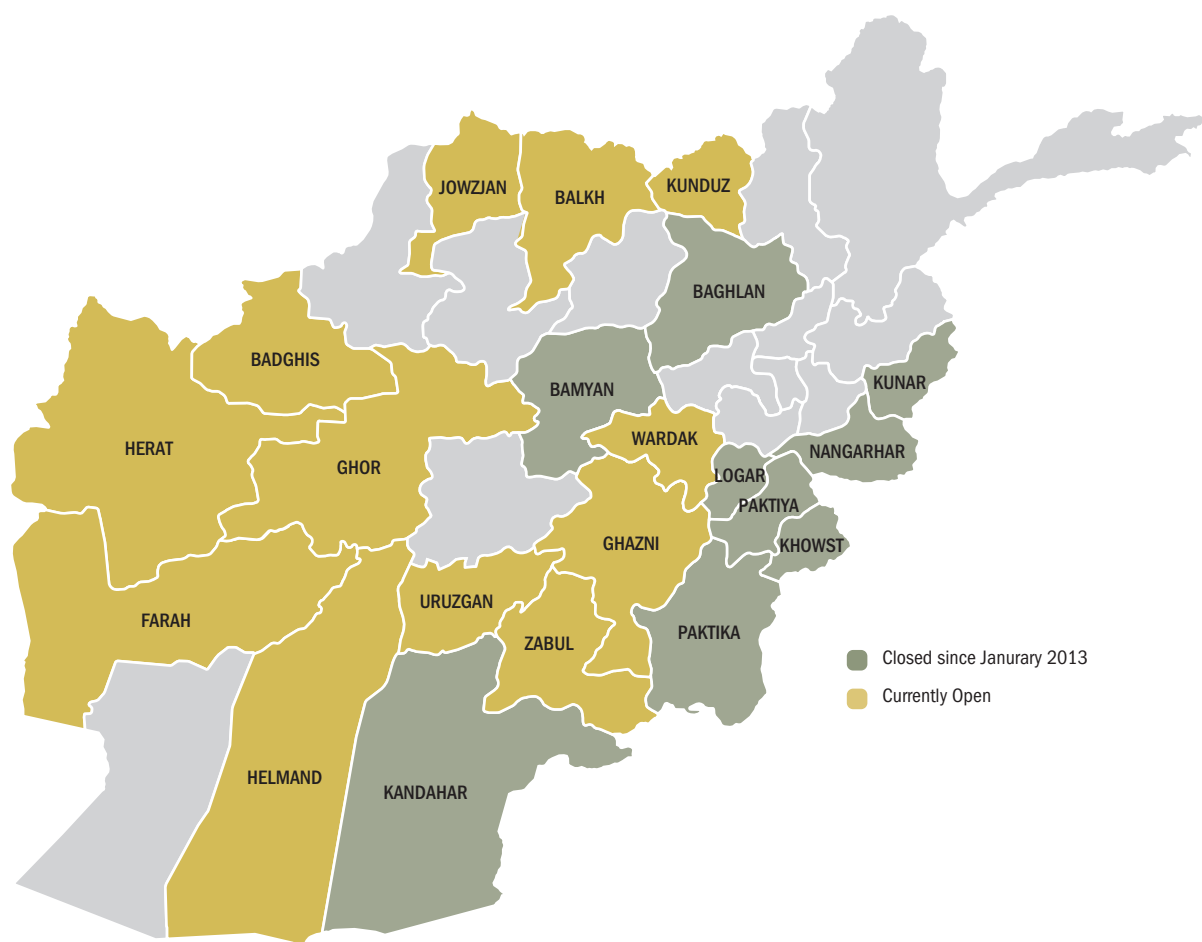 JOWZJAN
BALKH
KUNDUZ
BAGHLAN
BADGHIS
BAMYAN
KUNAR
HERAT
GHOR
WARDAK
NANGARHAR
LOGAR
PAKTIYA
GHAZNI
KHOWST
URUZGAN
FARAH
ZABUL
PAKTIKA
Closed since Janurary 2013
Currently Open
HELMAND
KANDAHAR